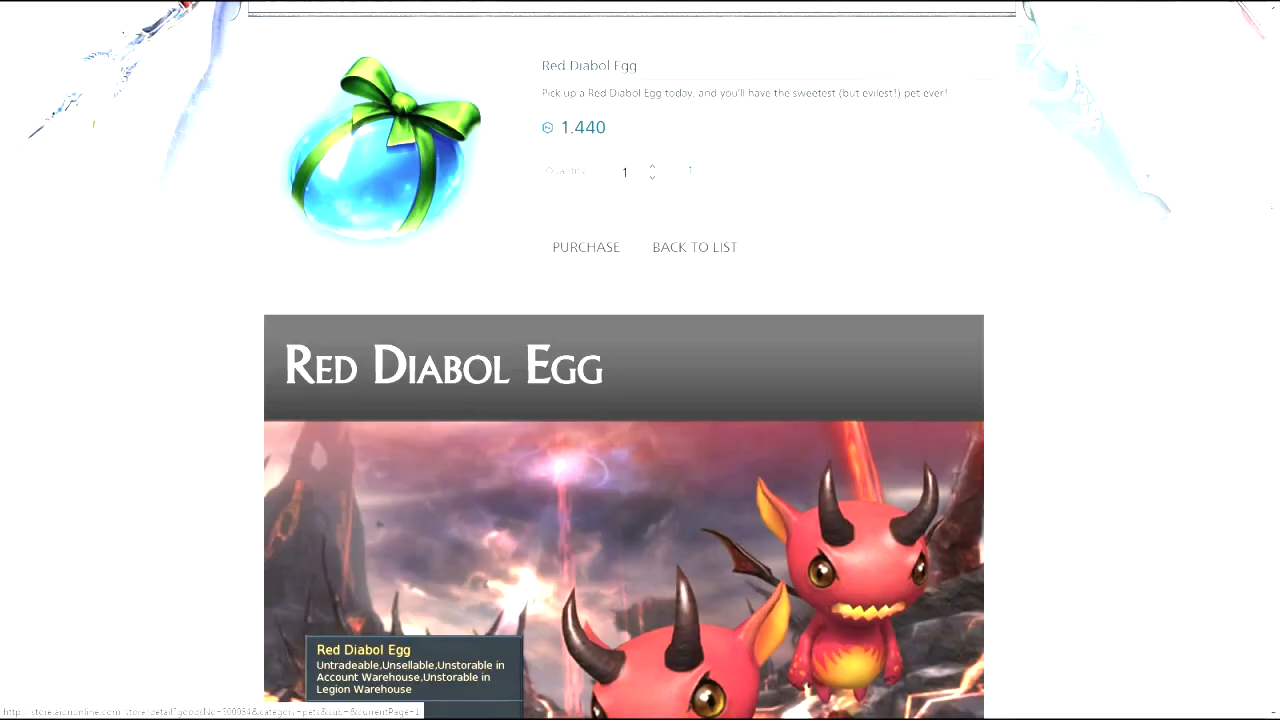 Red Diabol Egg
Pick up a Red Diabol Egg today, and you'll have the sweetest (but evilest!) pet ever!
1.440
Quantity 1 1
PURCHASE BACK TO LIST
RED DIABOL EGG
Red Diabol Egg
Untradeable,Unsellable,Unstorable in
Account Warehouse,Unstorable in
Legion Warehouse